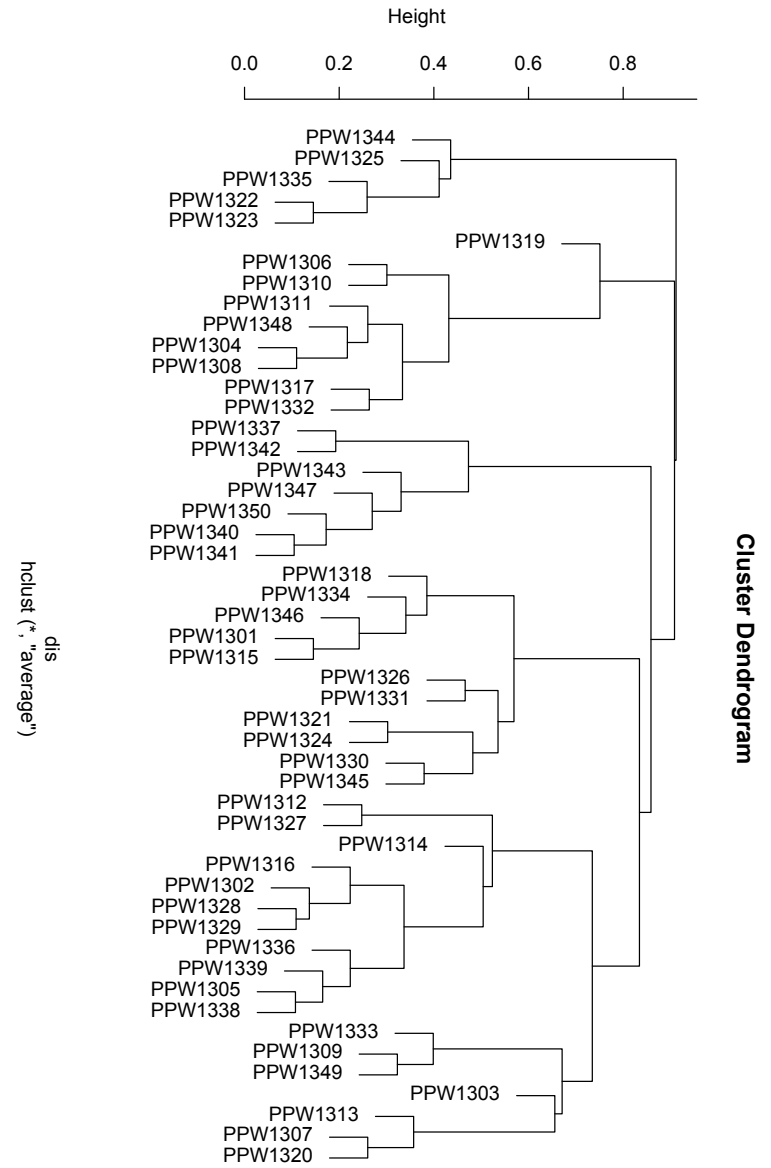 Height
0.0 0.2 0.4 0.6 0.8
PPW1344
PPW1325
PPW1335
PPW1322
PPW1323
PPW1319
PPW1306
PPW1310
PPW1311
PPW1348
PPW1304
PPW1308
PPW1317
PPW1332
PPW1337
PPW1342
PPW1343
PPW1347
PPW1350
PPW1340
PPW1341
PPW1318
PPW1334
PPW1346
PPW1301
PPW1315
PPW1326
PPW1331
PPW1321
PPW1324
PPW1330
PPW1345
PPW1312
PPW1327
PPW1314
PPW1316
PPW1302
PPW1328
PPW1329
PPW1336
PPW1339
PPW1305
PPW1338
PPW1333
PPW1309
PPW1349
PPW1303
PPW1313
PPW1307
PPW1320
Cluster Dendrogram
dis
hclust (*, "average")